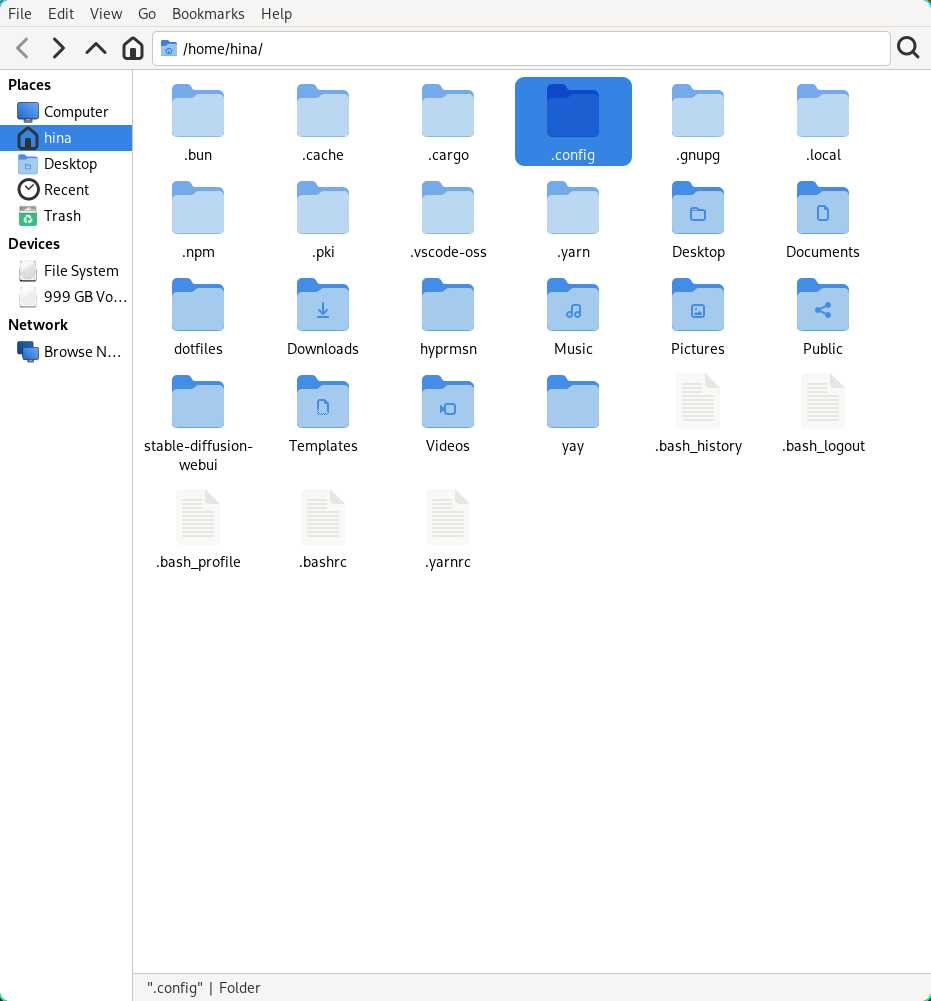 File Edit View Go Bookmarks Help
/home/hina/
Places
Computer
hina
Desktop
Recent
Trash
Devices
File System
999 GB Vo...
Network
Browse N...
.bun .cache .cargo .config .gnupg .local
.npm .pki .vscode-oss .yarn Desktop Documents
dotfiles Downloads hyprmsn Music Pictures Public
stable-diffusion-webui Templates Videos yay .bash_history .bash_logout
.bash_profile .bashrc .yarnrc
".config" | Folder